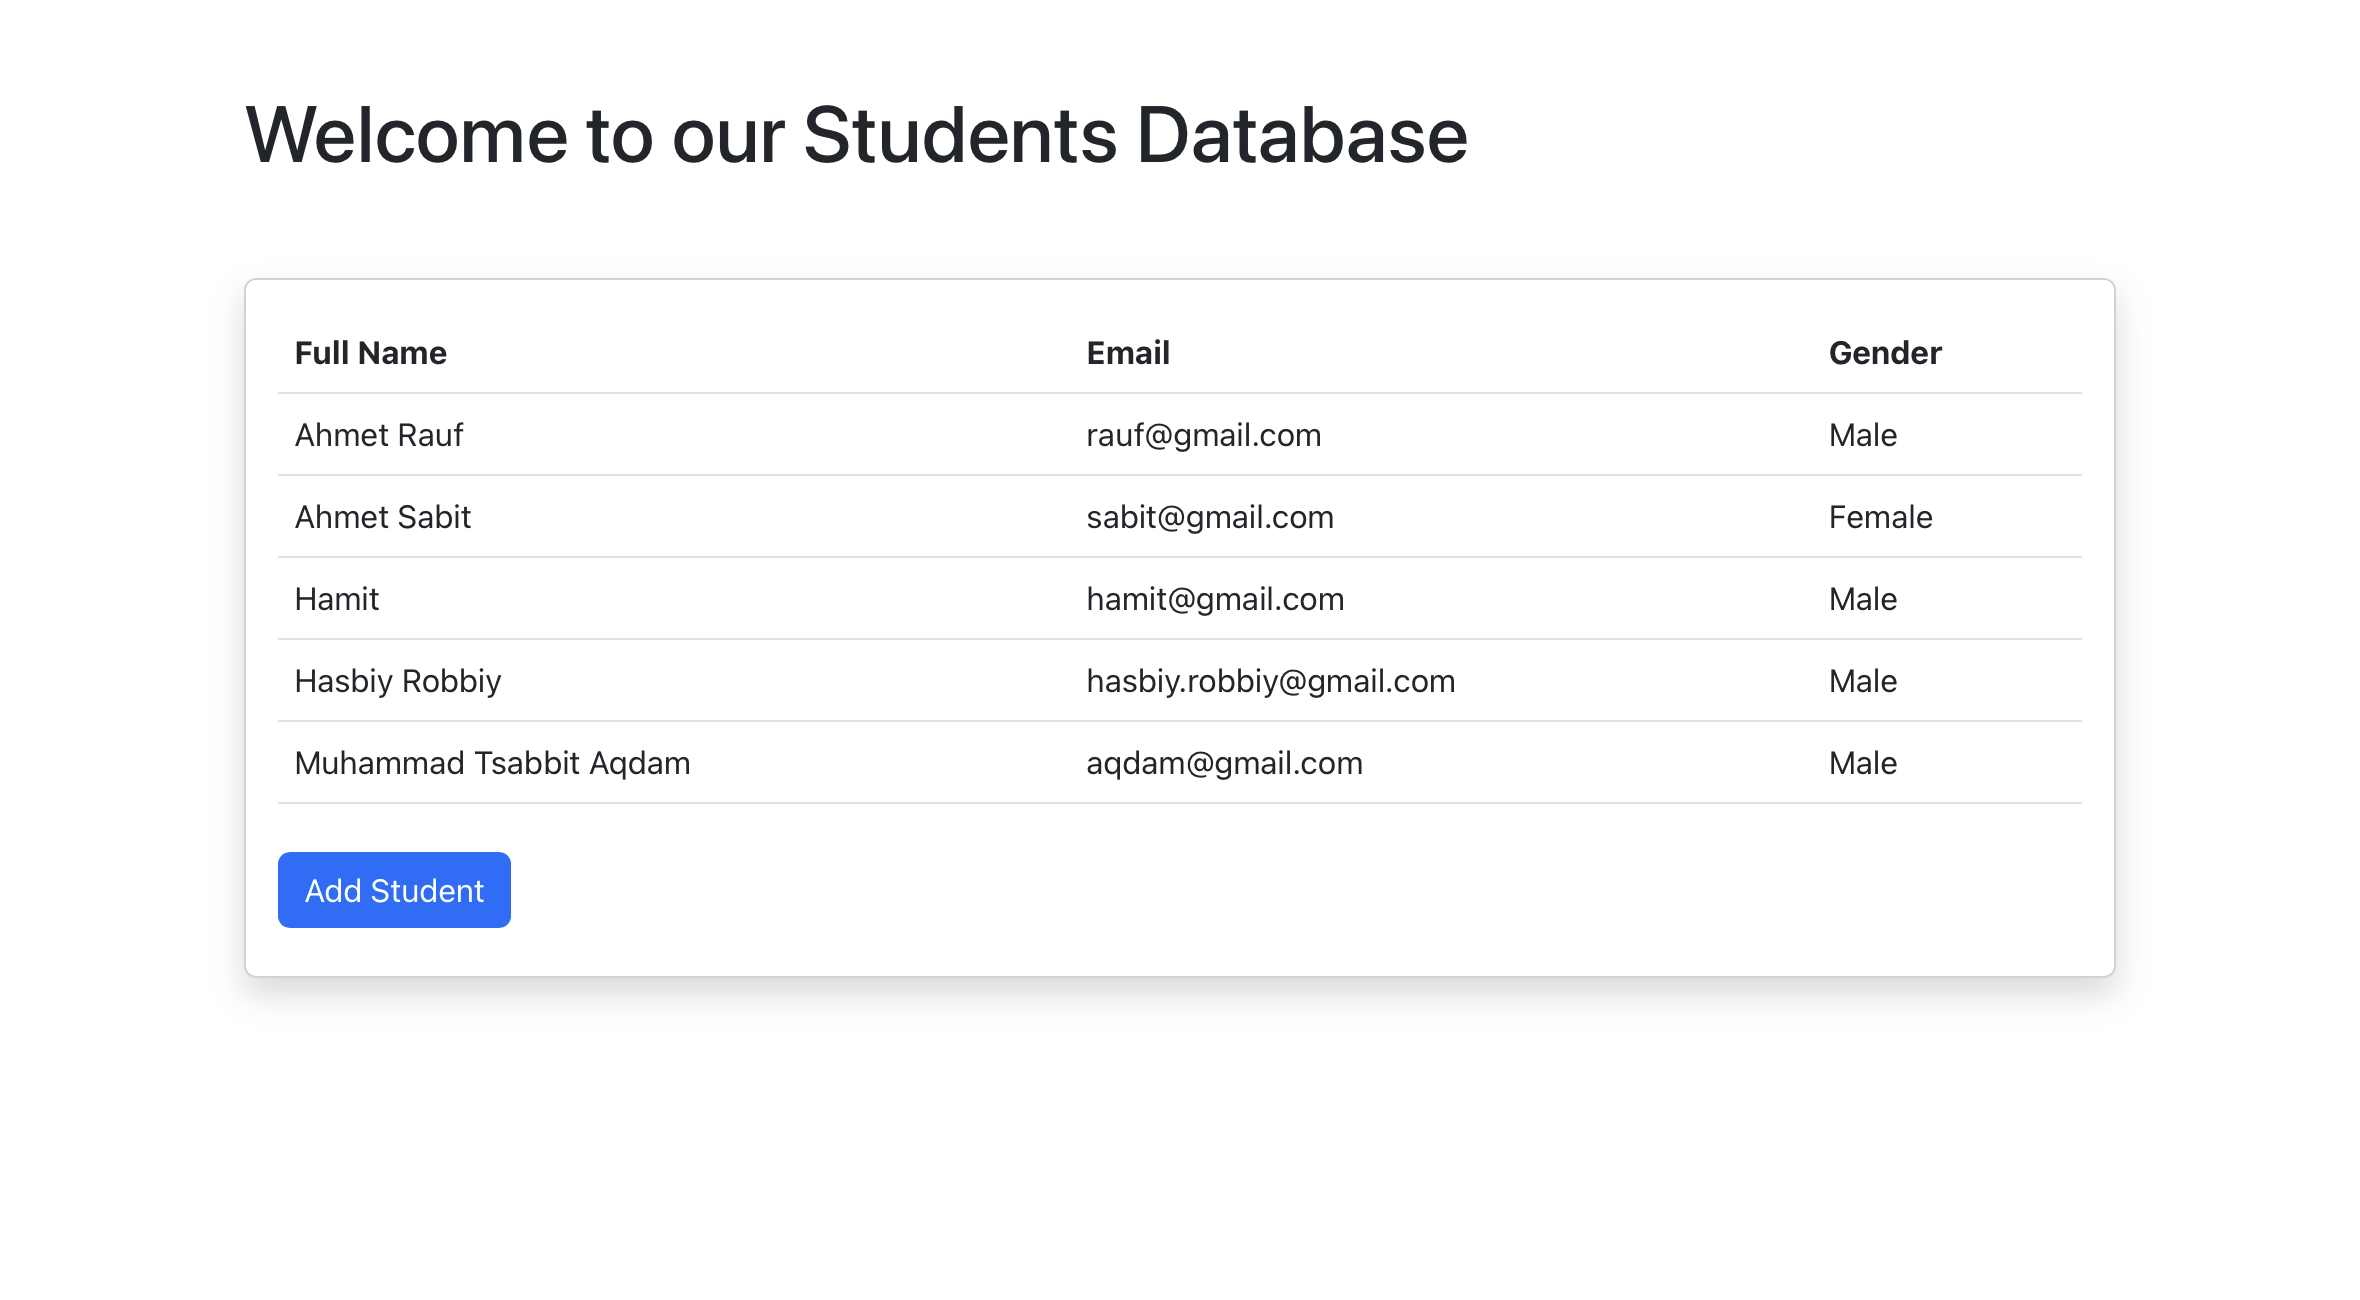 Welcome to our Students Database
Full Name Email Gender
Ahmet Rauf rauf@gmail.com Male
Ahmet Sabit sabit@gmail.com Female
Hamit hamit@gmail.com Male
Hasbiy Robbiy hasbiy.robbiy@gmail.com Male
Muhammad Tsabbit Aqdam aqdam@gmail.com Male
Add Student